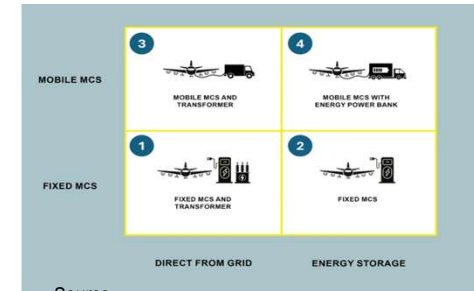 3
4
MOBILE MCS
MOBILE MCS AND
TRANSFORMER
MOBILE MCS WITH
ENERGY POWER BANK
1
2
FIXED MCS
FIXED MCS AND
TRANSFORMER
FIXED MCS
DIRECT FROM GRID
ENERGY STORAGE